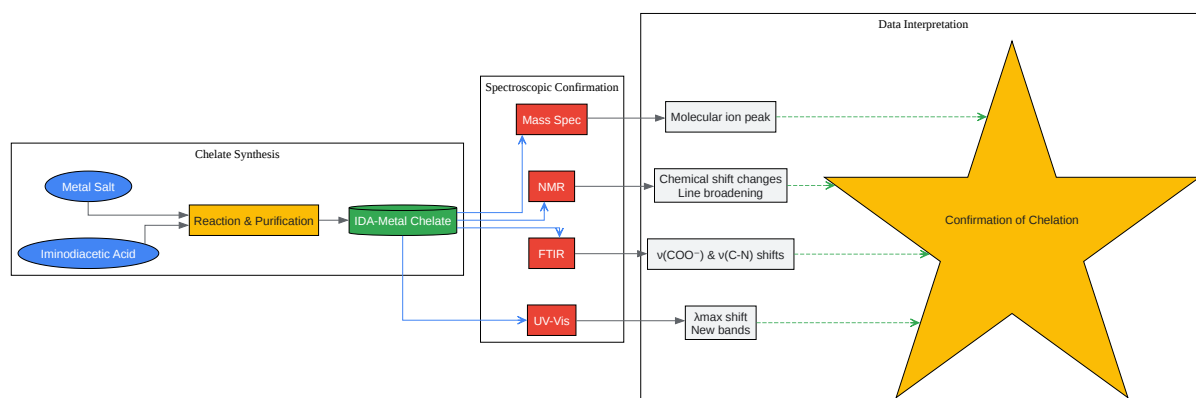 Chelate Synthesis
Metal Salt
Iminodiacetic Acid
Reaction & Purification
IDA-Metal Chelate
Spectroscopic Confirmation
Mass Spec
NMR
FTIR
UV-Vis
Data Interpretation
Molecular ion peak
Chemical shift changes
Line broadening
ν(COO⁻) & ν(C-N) shifts
λmax shift
New bands
Confirmation of Chelation